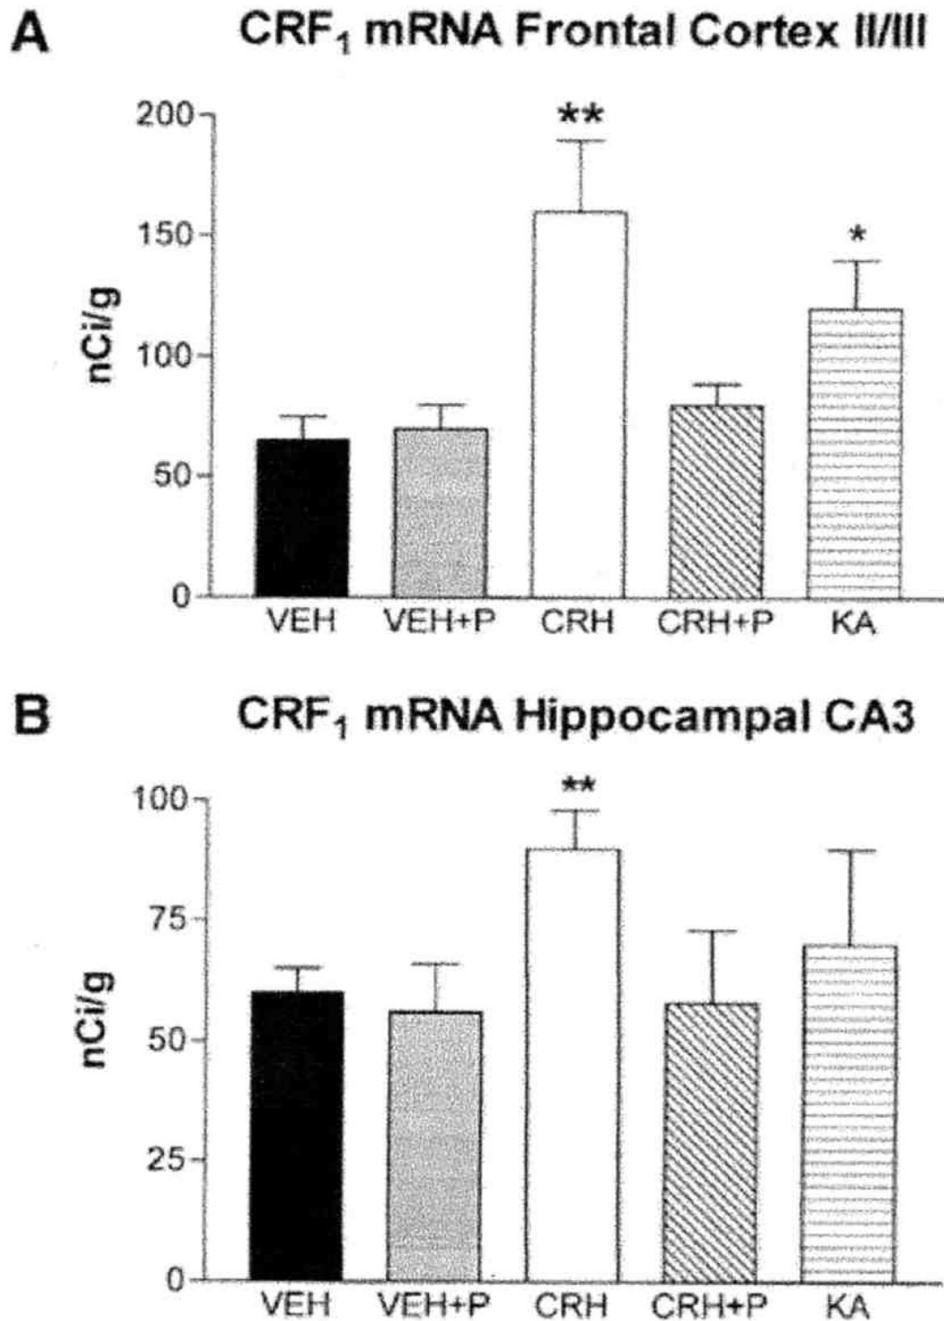 A CRF₁ mRNA Frontal Cortex II/III
200
**
150
*
nCi/g
100
50
0
VEH VEH+P CRH CRH+P KA
B CRF₁ mRNA Hippocampal CA3
100
**
75
nCi/g
50
25
0
VEH VEH+P CRH CRH+P KA